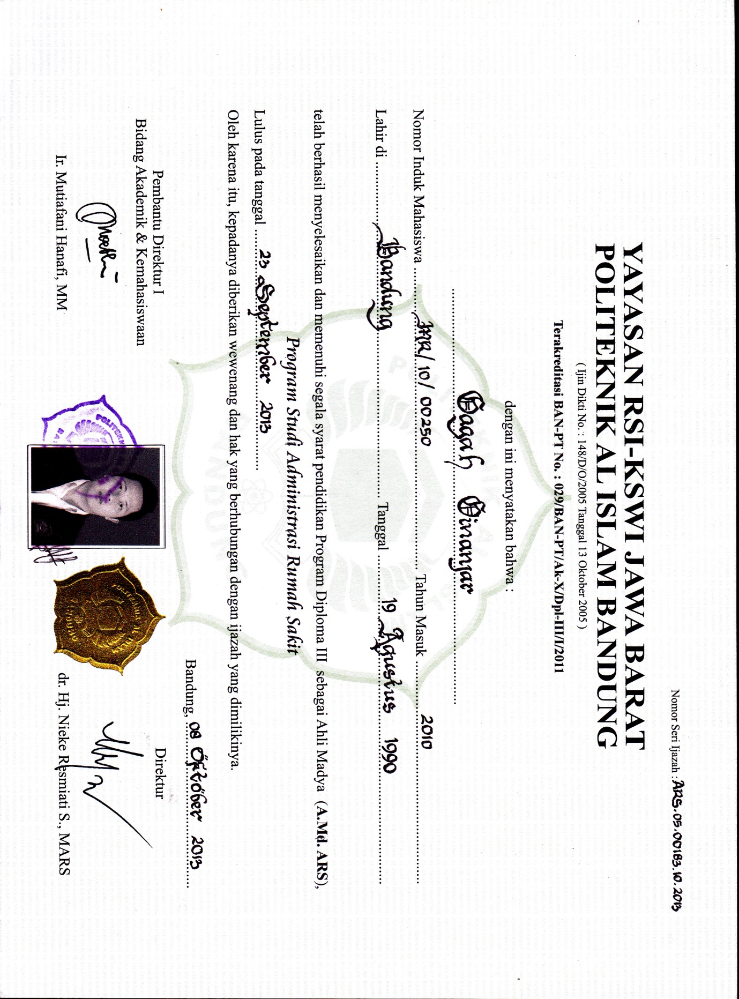 Nomor Seri Ijazah : ARS.05.00183.10.2013
YAYASAN RSI-KSWI JAWA BARAT
POLITEKNIK AL ISLAM BANDUNG
( Ijin Dikti No. : 148/D/O/2005 Tanggal 13 Oktober 2005 )
Terakreditasi BAN-PT No. : 029/BAN-PT/Ak-X/Dpl-III/I/2011
dengan ini menyatakan bahwa :
Gagah Ginanjar
Nomor Induk Mahasiswa MR/10/00250 Tahun Masuk 2010
Lahir di Bandung Tanggal 19 Agustus 1990
telah berhasil menyelesaikan dan memenuhi segala syarat pendidikan Program Diploma III sebagai Ahli Madya (A.Md. ARS),
Program Studi Administrasi Rumah Sakit
Lulus pada tanggal 23 September 2013
Oleh karena itu, kepadanya diberikan wewenang dan hak yang berhubungan dengan ijazah yang dimilikinya.
Bandung, 08 Oktober 2013
Pembantu Direktur I
Bidang Akademik & Kemahasiswaan
Direktur
Ir. Mutiafani Hanafi, MM
dr. Hj. Nieke Resmiati S., MARS